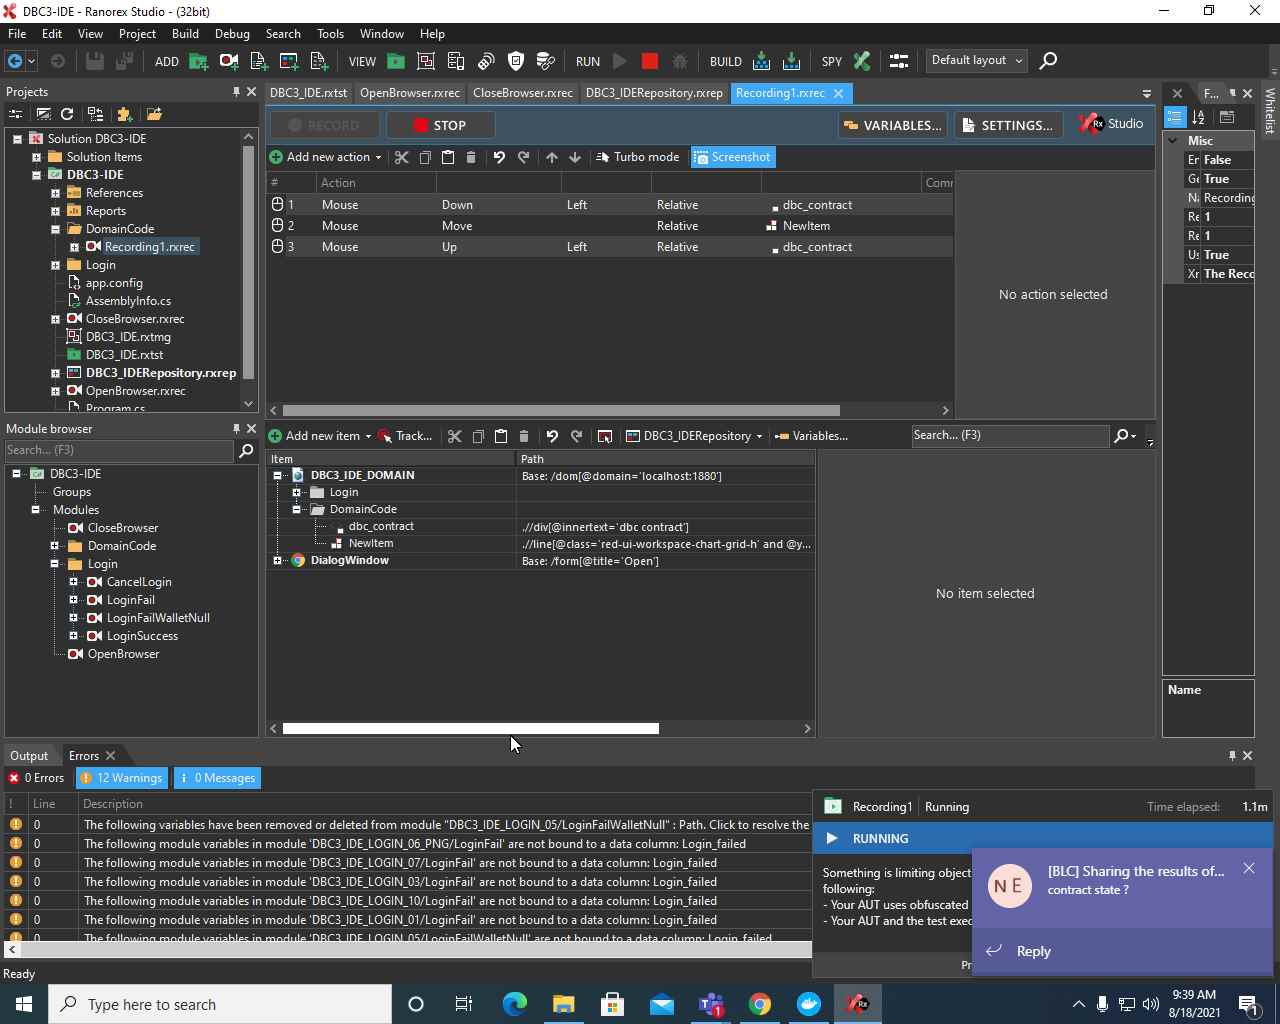 DBC3-IDE - Ranorex Studio - (32bit)
File Edit View Project Build Debug Search Tools Window Help
ADD VIEW RUN BUILD SPY Default layout
Projects
Solution DBC3-IDE
Solution Items
DBC3-IDE
References
Reports
DomainCode
Recording1.rxrec
Login
app.config
AssemblyInfo.cs
CloseBrowser.rxrec
DBC3_IDE.rxtmg
DBC3_IDE.rxtst
DBC3_IDERepository.rxrep
OpenBrowser.rxrec
Program.cs
Module browser
Search... (F3)
DBC3-IDE
Groups
Modules
CloseBrowser
DomainCode
Login
CancelLogin
LoginFail
LoginFailWalletNull
LoginSuccess
OpenBrowser
DBC3_IDE.rxtst OpenBrowser.rxrec CloseBrowser.rxrec DBC3_IDERepository.rxrep Recording1.rxrec
RECORD STOP VARIABLES... SETTINGS... Rx Studio
Add new action Turbo mode Screenshot
# Action Comr
1 Mouse Down Left Relative dbc_contract
2 Mouse Move Relative NewItem
3 Mouse Up Left Relative dbc_contract
No action selected
Add new item Track... DBC3_IDERepository Variables... Search... (F3)
Item Path
DBC3_IDE_DOMAIN Base: /dom[@domain='localhost:1880']
Login
DomainCode
dbc_contract .//div[@innertext='dbc contract']
NewItem .//line[@class='red-ui-workspace-chart-grid-h' and @y...
DialogWindow Base: /form[@title='Open']
No item selected
F...
Whitelist
Misc
Er False
Ge True
Na Recording
Re 1
Re 1
Us True
Xr The Reco
Name
Output Errors
0 Errors 12 Warnings 0 Messages
! Line Description
0 The following variables have been removed or deleted from module "DBC3_IDE_LOGIN_05/LoginFailWalletNull" : Path. Click to resolve the
0 The following module variables in module 'DBC3_IDE_LOGIN_06_PNG/LoginFail' are not bound to a data column: Login_failed
0 The following module variables in module 'DBC3_IDE_LOGIN_07/LoginFail' are not bound to a data column: Login_failed
0 The following module variables in module 'DBC3_IDE_LOGIN_03/LoginFail' are not bound to a data column: Login_failed
0 The following module variables in module 'DBC3_IDE_LOGIN_10/LoginFail' are not bound to a data column: Login_failed
0 The following module variables in module 'DBC3_IDE_LOGIN_01/LoginFail' are not bound to a data column: Login_failed
0 The following module variables in module 'DBC3_IDE_LOGIN_05/LoginFailWalletNull' are not bound to a data column: Login_failed
Recording1 Running Time elapsed: 1.1m
RUNNING
Something is limiting object
following:
- Your AUT uses obfuscated
- Your AUT and the test exec
Pr
NE
[BLC] Sharing the results of...
contract state ?
Reply
Ready
Type here to search
1
Rx
9:39 AM
8/18/2021
1